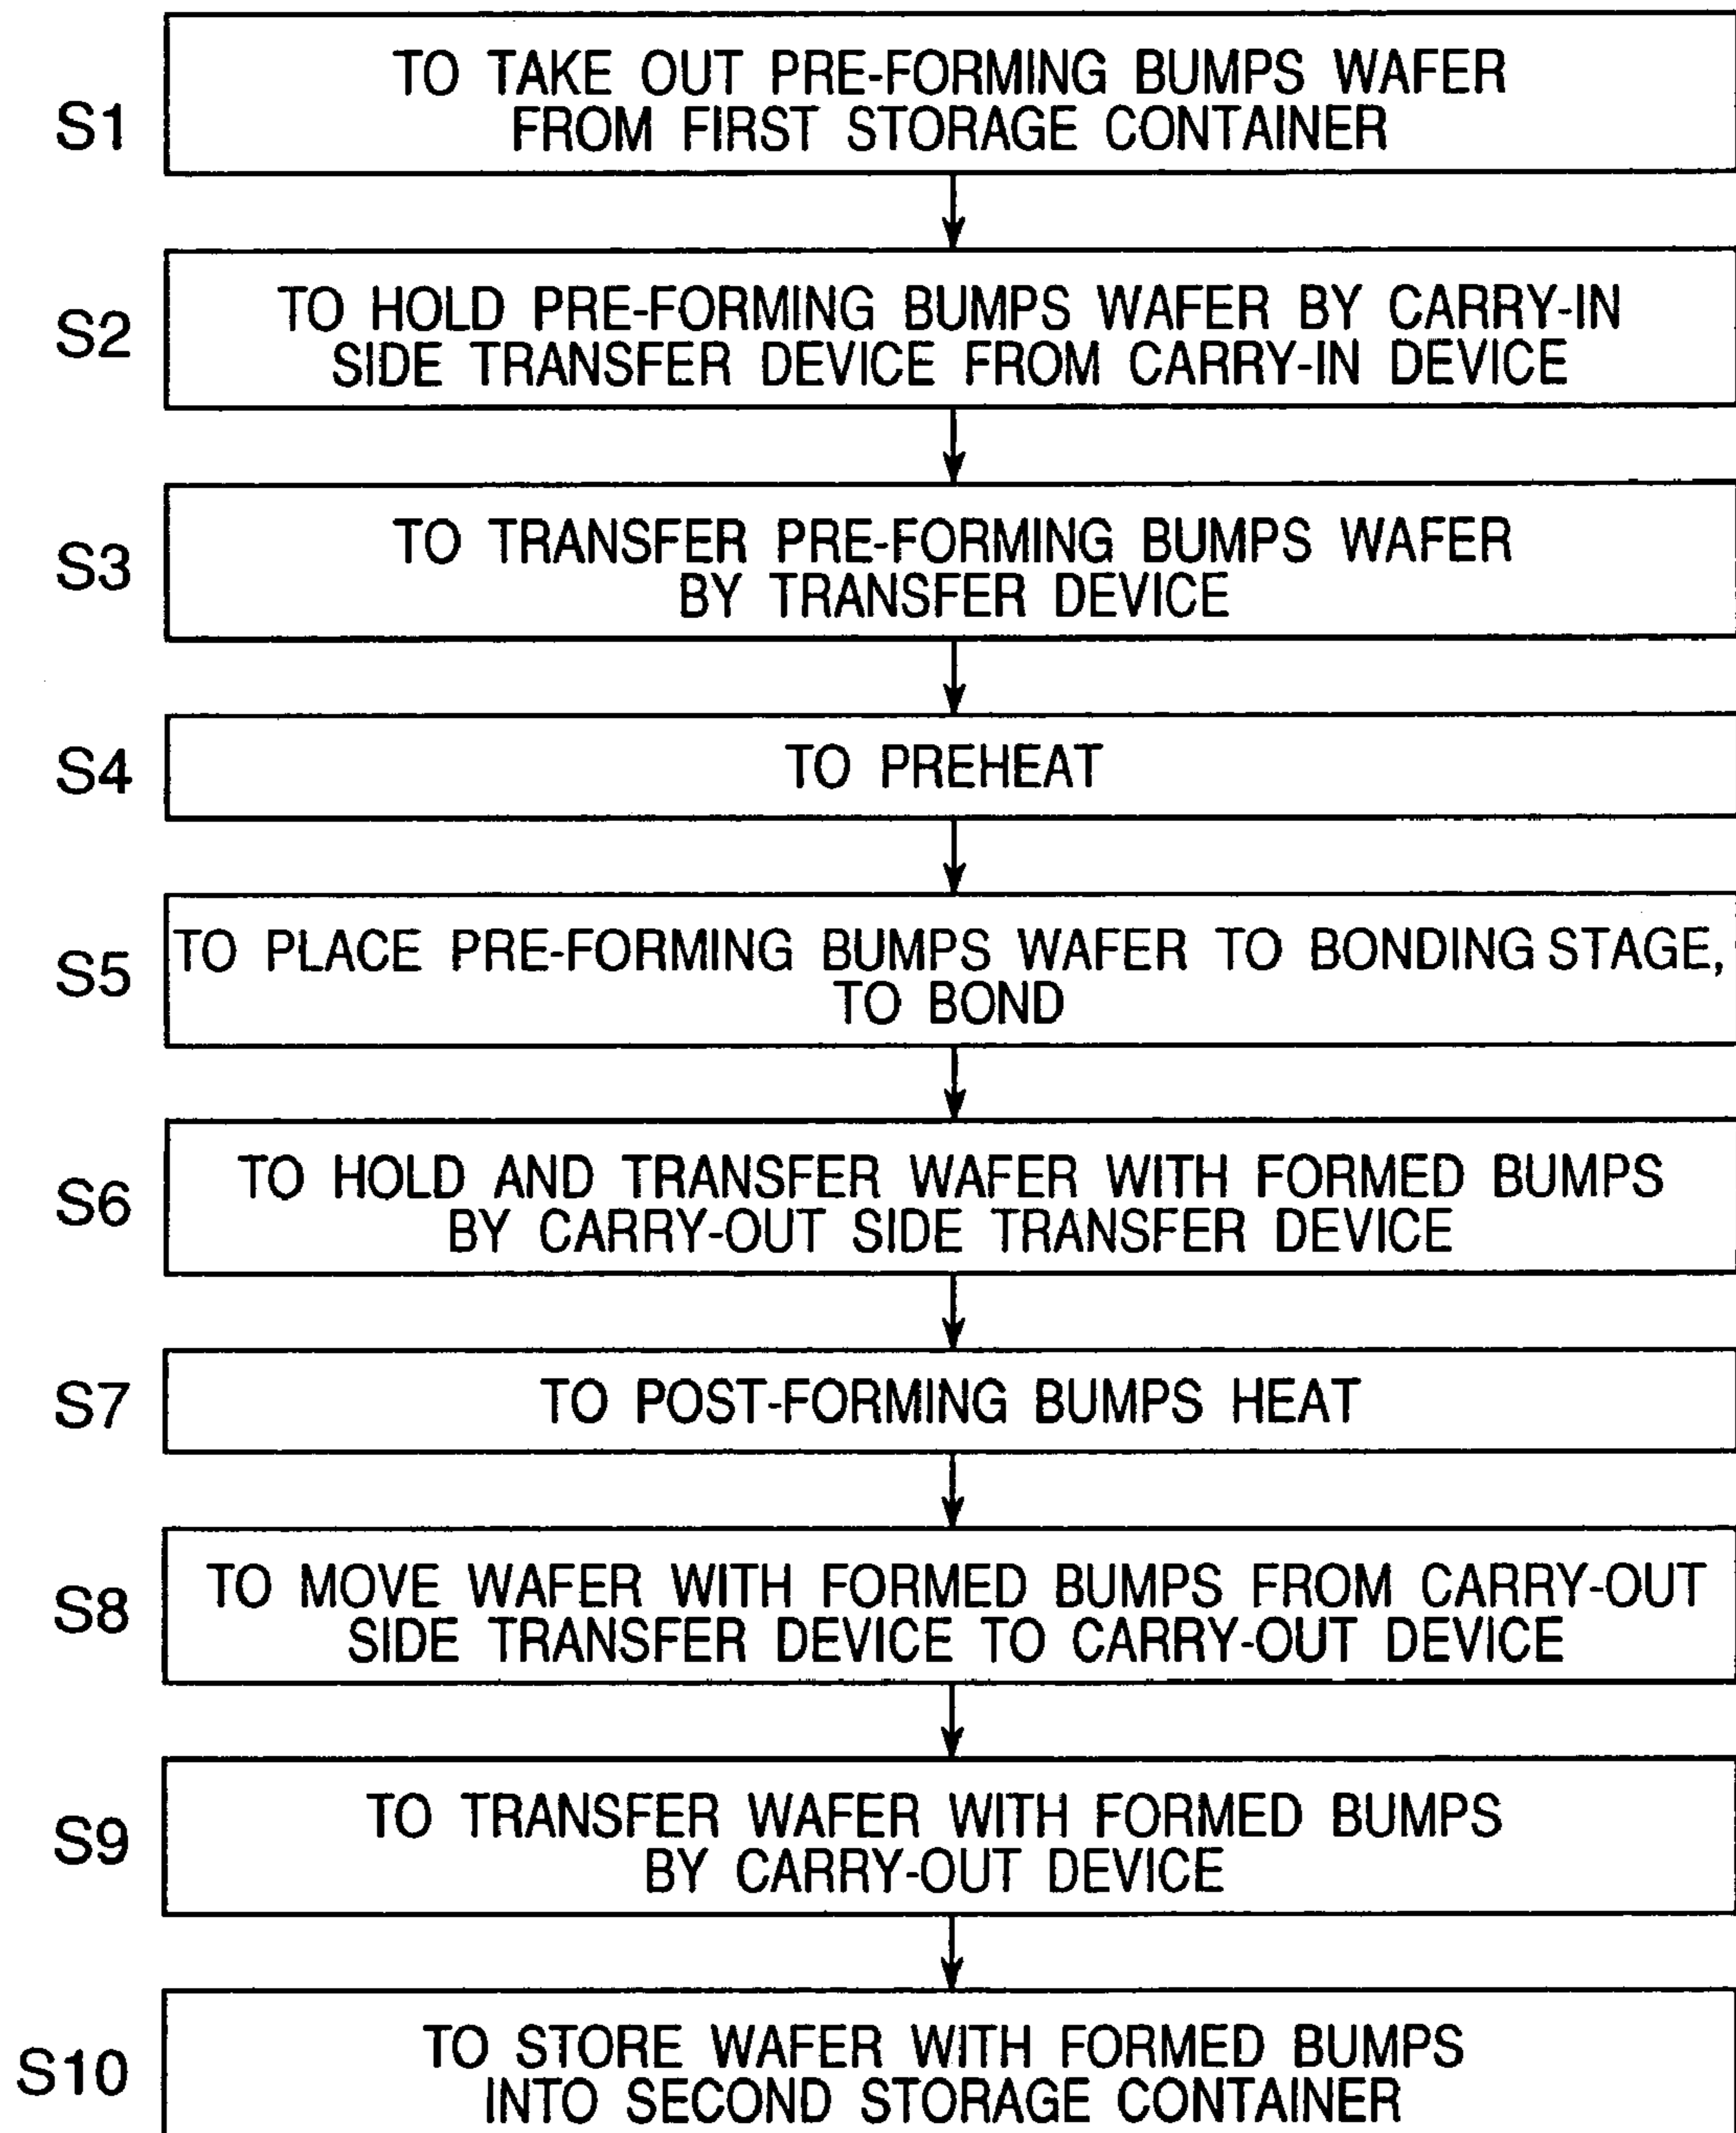 S1
TO TAKE OUT PRE-FORMING BUMPS WAFER
FROM FIRST STORAGE CONTAINER
S2
TO HOLD PRE-FORMING BUMPS WAFER BY CARRY-IN
SIDE TRANSFER DEVICE FROM CARRY-IN DEVICE
S3
TO TRANSFER PRE-FORMING BUMPS WAFER
BY TRANSFER DEVICE
S4
TO PREHEAT
S5
TO PLACE PRE-FORMING BUMPS WAFER TO BONDING STAGE,
TO BOND
S6
TO HOLD AND TRANSFER WAFER WITH FORMED BUMPS
BY CARRY-OUT SIDE TRANSFER DEVICE
S7
TO POST-FORMING BUMPS HEAT
S8
TO MOVE WAFER WITH FORMED BUMPS FROM CARRY-OUT
SIDE TRANSFER DEVICE TO CARRY-OUT DEVICE
S9
TO TRANSFER WAFER WITH FORMED BUMPS
BY CARRY-OUT DEVICE
S10
TO STORE WAFER WITH FORMED BUMPS
INTO SECOND STORAGE CONTAINER